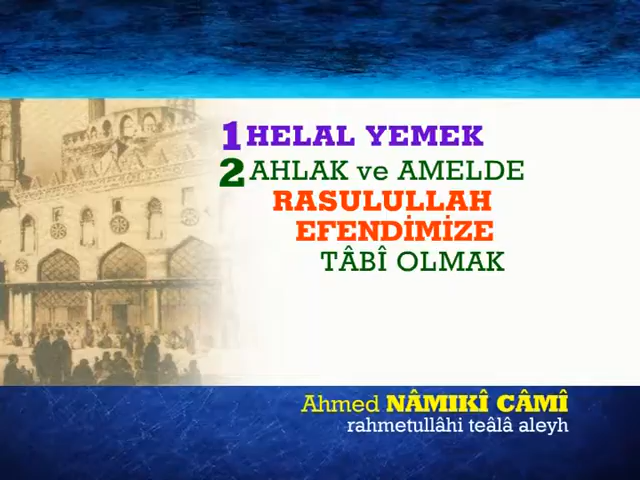 1 HELAL YEMEK
2 AHLAK ve AMELDE
RASULULLAH
EFENDİMİZE
TÂBÎ OLMAK
Ahmed NÂMIKÎ CÂMÎ
rahmetullâhi teâlâ aleyh